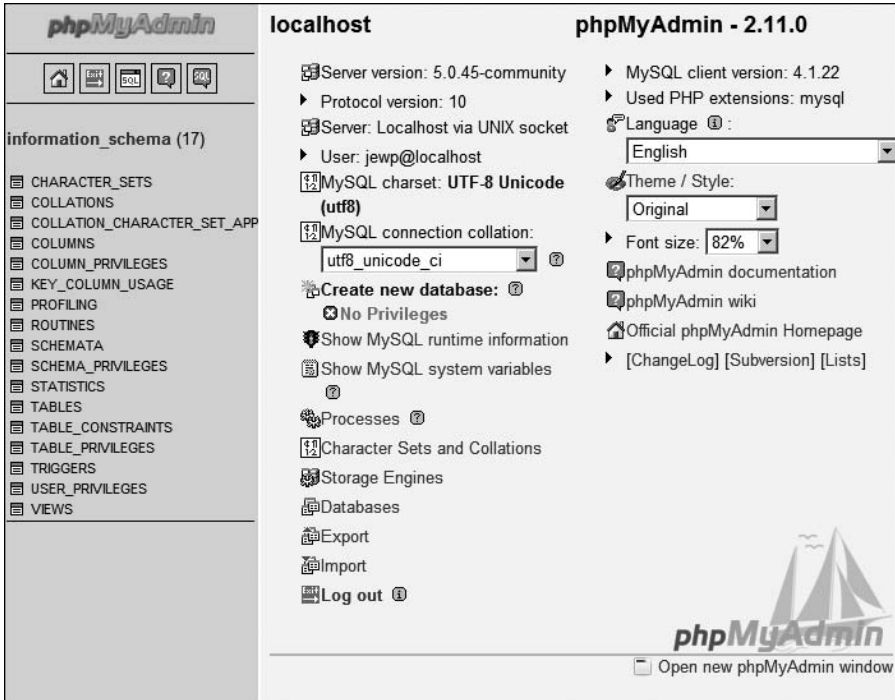 phpMyAdmin
Exit
SQL
?
SQL
information_schema (17)
CHARACTER_SETS
COLLATIONS
COLLATION_CHARACTER_SET_APP
COLUMNS
COLUMN_PRIVILEGES
KEY_COLUMN_USAGE
PROFILING
ROUTINES
SCHEMATA
SCHEMA_PRIVILEGES
STATISTICS
TABLES
TABLE_CONSTRAINTS
TABLE_PRIVILEGES
TRIGGERS
USER_PRIVILEGES
VIEWS
localhost
Server version: 5.0.45-community
Protocol version: 10
Server: Localhost via UNIX socket
User: jewp@localhost
MySQL charset: UTF-8 Unicode
(utf8)
MySQL connection collation:
utf8_unicode_ci
Create new database:
No Privileges
Show MySQL runtime information
Show MySQL system variables
Processes
Character Sets and Collations
Storage Engines
Databases
Export
Import
Log out
phpMyAdmin - 2.11.0
MySQL client version: 4.1.22
Used PHP extensions: mysql
Language :
English
Theme / Style:
Original
Font size: 82%
phpMyAdmin documentation
phpMyAdmin wiki
Official phpMyAdmin Homepage
[ChangeLog] [Subversion] [Lists]
phpMyAdmin
Open new phpMyAdmin window